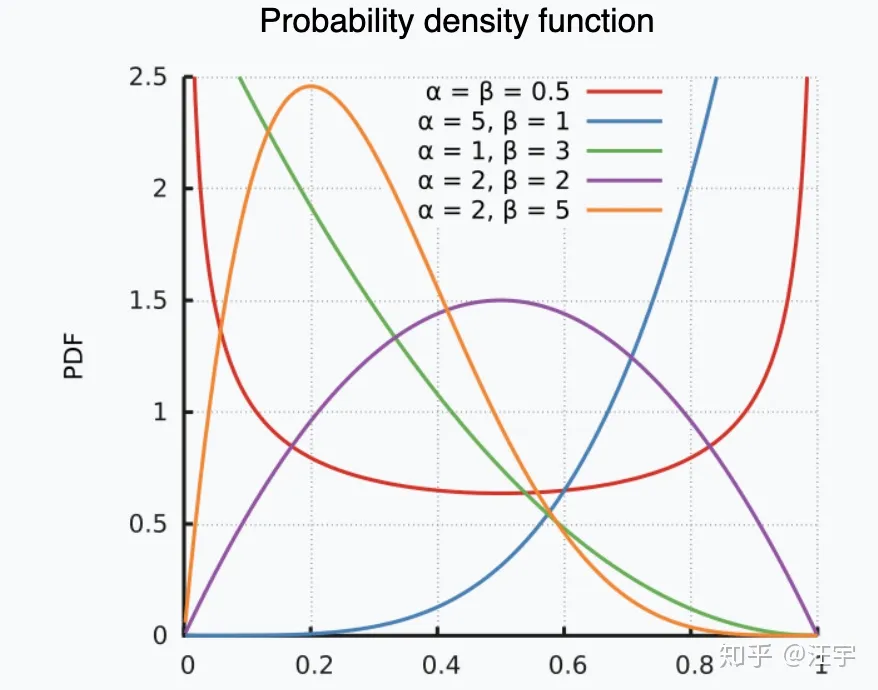 Probability density function
2.5
2
1.5
1
0.5
0
PDF
α = β = 0.5
α = 5, β = 1
α = 1, β = 3
α = 2, β = 2
α = 2, β = 5
0 0.2 0.4 0.6 0.8 1
知乎 @汪宇